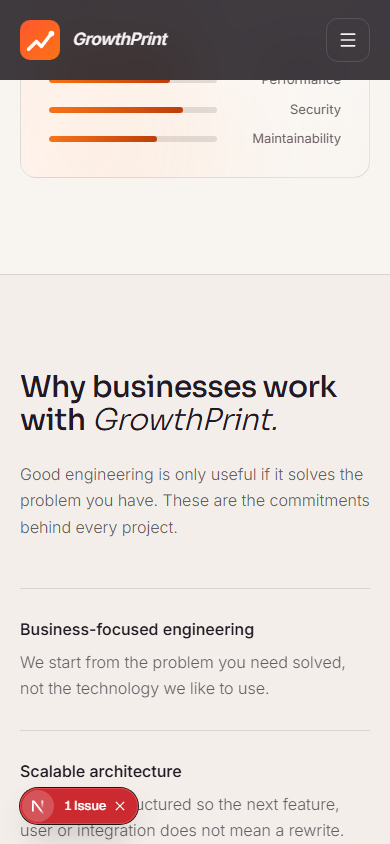 GrowthPrint
Performance
Security
Maintainability
Why businesses work
with GrowthPrint.
Good engineering is only useful if it solves the
problem you have. These are the commitments
behind every project.
Business-focused engineering
We start from the problem you need solved,
not the technology we like to use.
Scalable architecture
N 1 Issue
uctured so the next feature,
user or integration does not mean a rewrite.